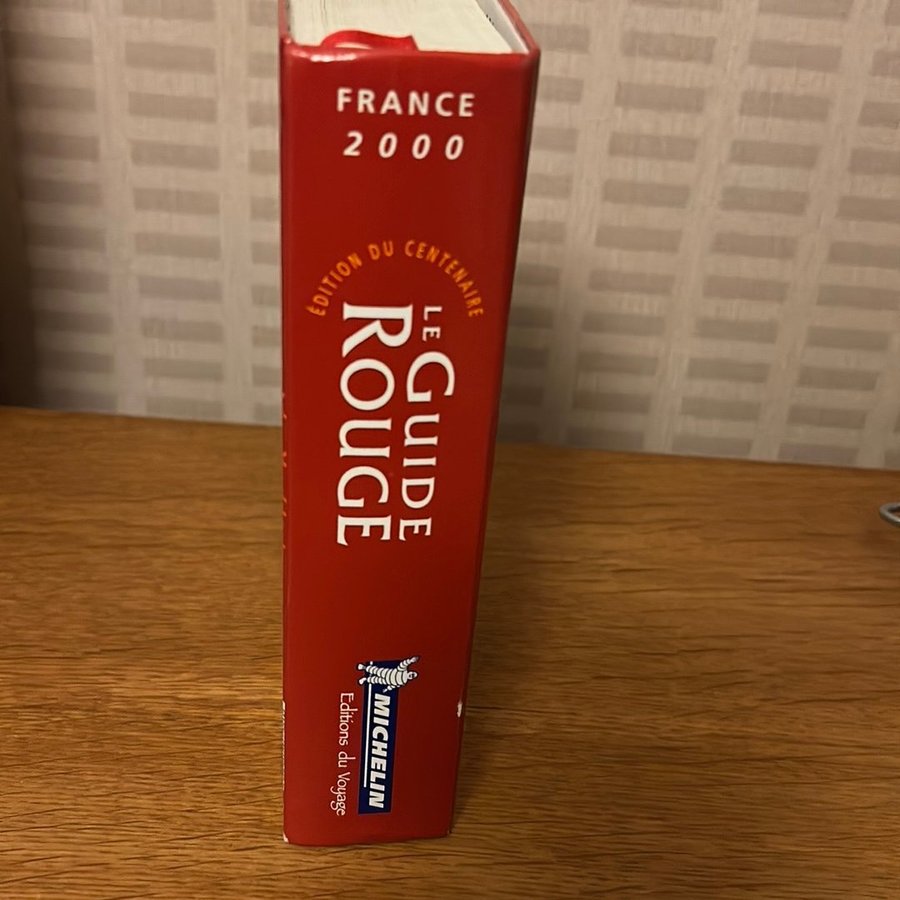 FRANCE
2000
ÉDITION DU CENTENAIRE
LE GUIDE
ROUGE
MICHELIN
Editions du Voyage